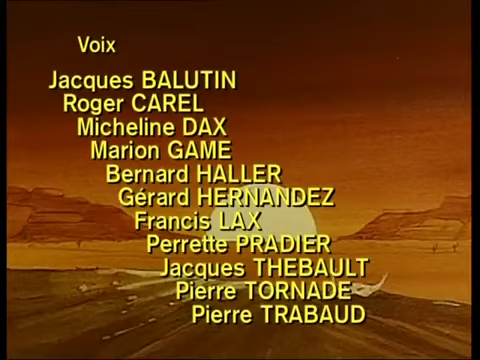 Voix
Jacques BALUTIN
Roger CAREL
Micheline DAX
Marion GAME
Bernard HALLER
Gérard HERNANDEZ
Francis LAX
Perrette PRADIER
Jacques THEBAULT
Pierre TORNADE
Pierre TRABAUD